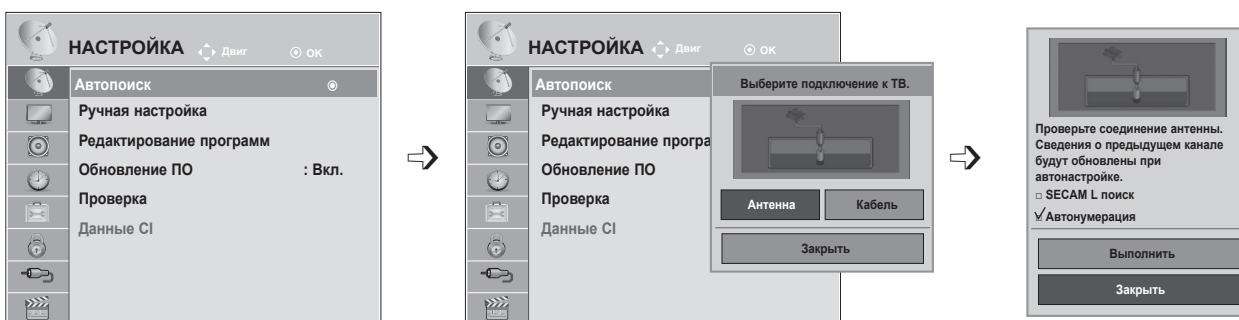 НАСТРОЙКА Двиг OK
Автопоиск
Ручная настройка
Редактирование программ
Обновление ПО : Вкл.
Проверка
Данные CI
НАСТРОЙКА Двиг OK
Автопоиск
Ручная настройка
Редактирование програ
Обновление ПО
Проверка
Данные CI
Выберите подключение к ТВ.
Антенна Кабель
Закрыть
Проверьте соединение антенны.
Сведения о предыдущем канале
будут обновлены при
автонастройке.
SECAM L поиск
Автонумерация
Выполнить
Закрыть